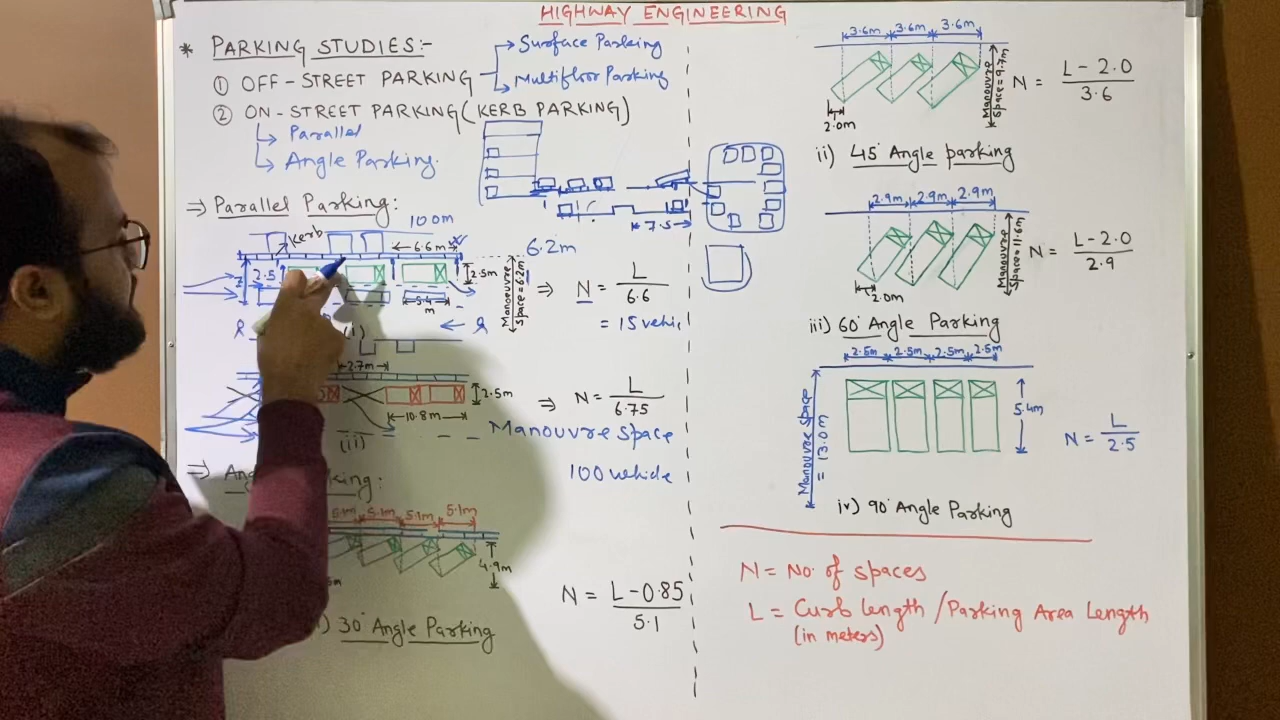 HIGHWAY ENGINEERING
* PARKING STUDIES:-
① OFF-STREET PARKING
→ Surface Parking
→ Multifloor Parking
② ON-STREET PARKING (KERB PARKING)
↳ Parallel
↳ Angle Parking.
⇒ Parallel Parking:
100m
kerb
6.6m
6.2m
2.5
2.5m
5.4
m
Manouvre
space = 6.2m
⇒ N = L / 6.6
= 15 vehi
7.5
(i)
2.7m
2.5m
10.8m
⇒ N = L / 6.75
(ii)
Manouvre space
100 vehicle
⇒ An king:
5.1m 5.1m 5.1m 5.1m
4.9m
N = L-0.85 / 5.1
30° Angle Parking
3.6m 3.6m 3.6m
2.0m
Manouvre
Space = 9.7m
N = L-2.0 / 3.6
ii) 45° Angle parking
2.9m 2.9m 2.9m
2.0m
Manouvre
Space = 11.6m
N = L-2.0 / 2.9
iii) 60° Angle Parking
2.5m 2.5m 2.5m 2.5m
Manouvre Space
= 13.0m
5.4m
N = L / 2.5
iv) 90° Angle Parking
N = No. of spaces
L = Curb length / Parking Area Length
(in meters)